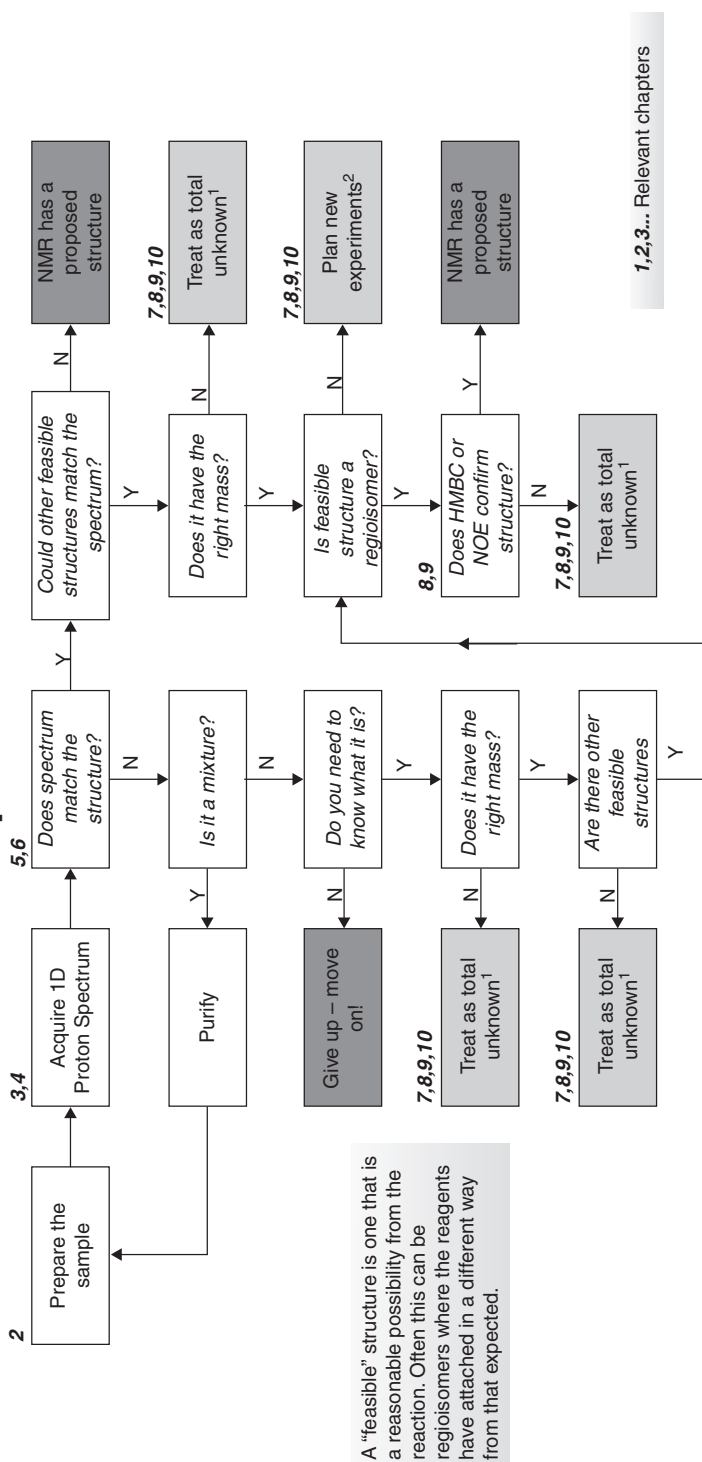 2
Prepare the
sample
3,4
Acquire 1D
Proton Spectrum
5,6
Does spectrum
match the
structure?
Y
Could other feasible
structures match the
spectrum?
N
NMR has a
proposed
structure
N
Y
Purify
Y
Is it a mixture?
Does it have the
right mass?
N
7,8,9,10
Treat as total
unknown¹
N
Y
Give up – move
on!
N
Do you need to
know what it is?
Is feasible
structure a
regioisomer?
N
7,8,9,10
Plan new
experiments²
Y
Y
7,8,9,10
Treat as total
unknown¹
N
Does it have the
right mass?
8,9
Does HMBC or
NOE confirm
structure?
Y
NMR has a
proposed
structure
Y
N
7,8,9,10
Treat as total
unknown¹
N
Are there other
feasible
structures
Y
7,8,9,10
Treat as total
unknown¹
A “feasible” structure is one that is
a reasonable possibility from the
reaction. Often this can be
regioisomers where the reagents
have attached in a different way
from that expected.
1,2,3... Relevant chapters